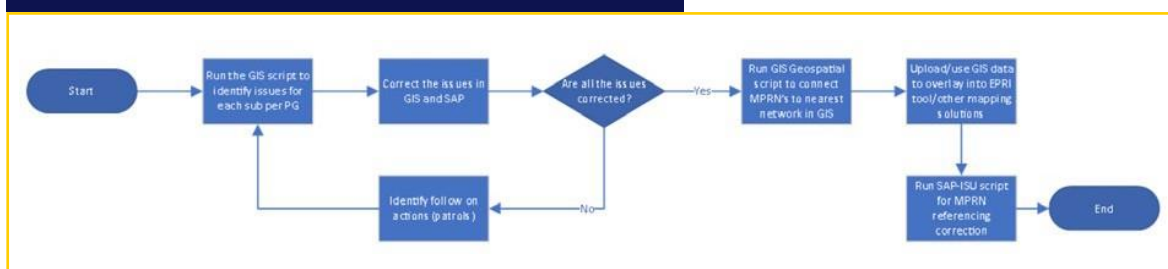 Start
Run the GIS script to
identify issues for
each sub per PG
Correct the issues in
GIS and SAP
Are all the issues
corrected?
Yes
Run GIS Geospatial
script to connect
MPRN's to nearest
network in GIS
Upload/use GIS data
to overlay into EPRI
tool/other mapping
solutions
Identify follow on
actions (patrols)
No
Run SAP-ISU script
for MPRN
referencing
correction
End